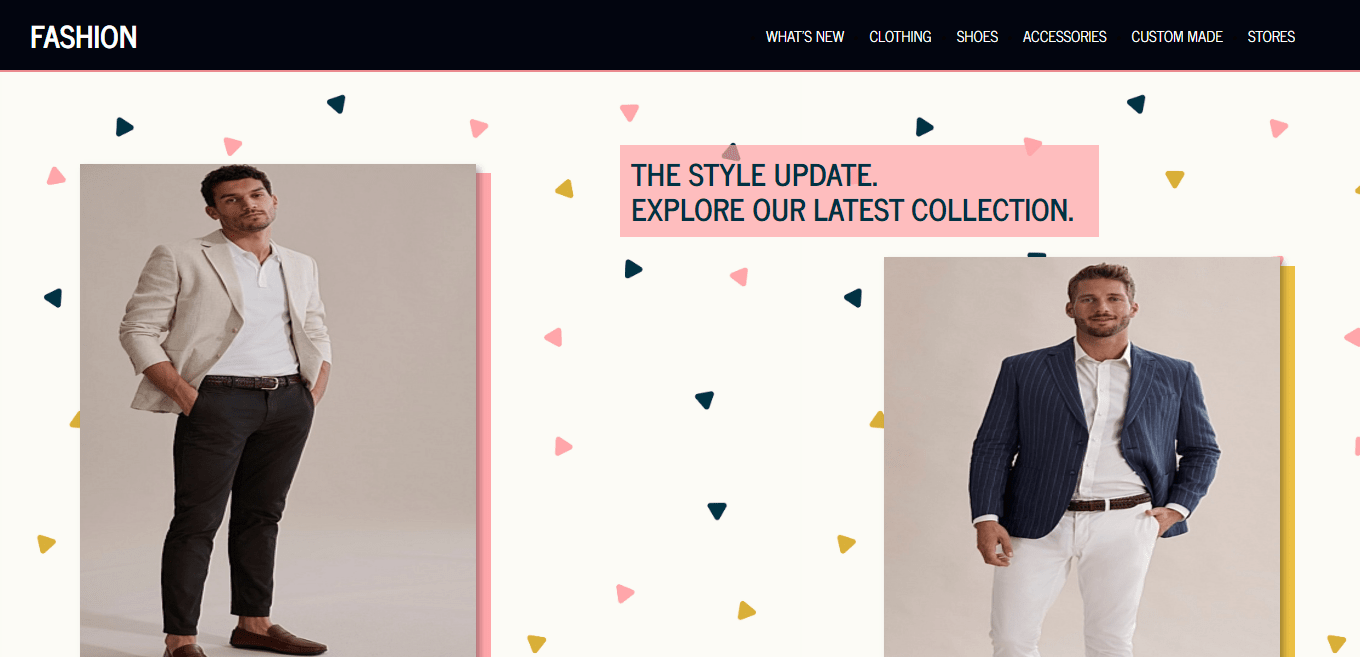 FASHION
WHAT'S NEW CLOTHING SHOES ACCESSORIES CUSTOM MADE STORES
THE STYLE UPDATE.
EXPLORE OUR LATEST COLLECTION.